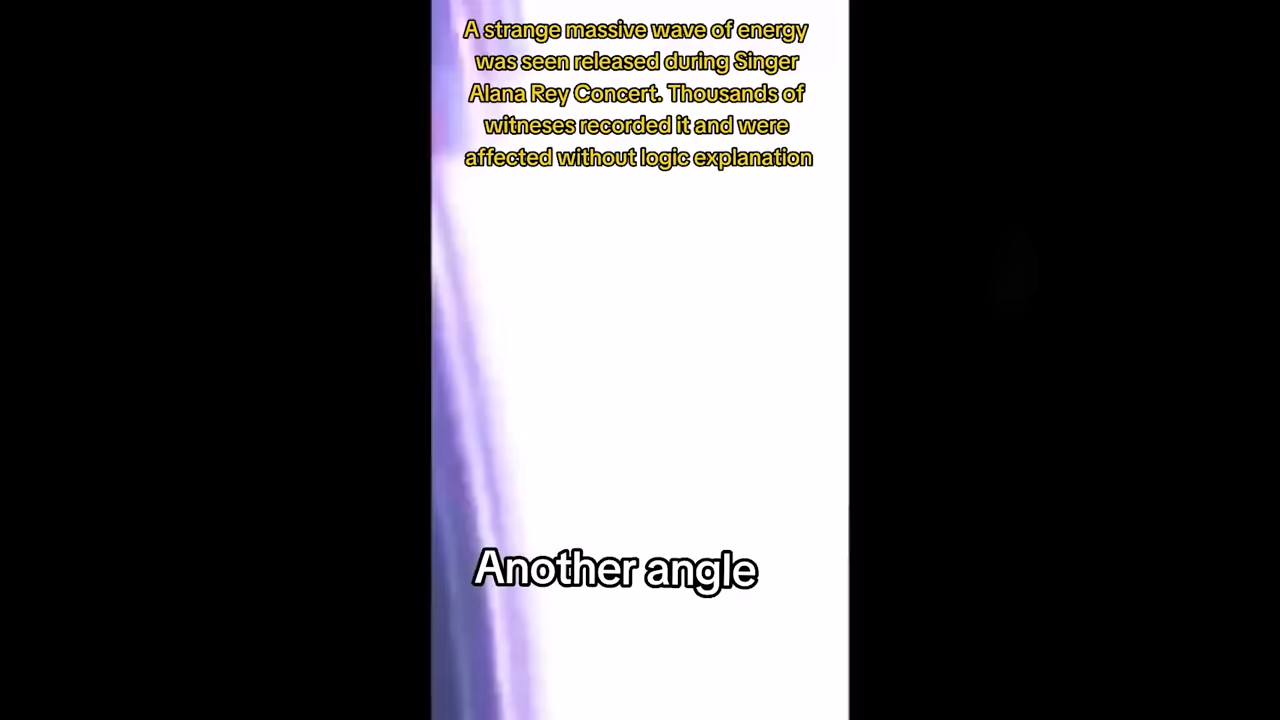 A strange massive wave of energy
was seen released during Singer
Alana Rey Concert. Thousands of
witneses recorded it and were
affected without logic explanation
Another angle